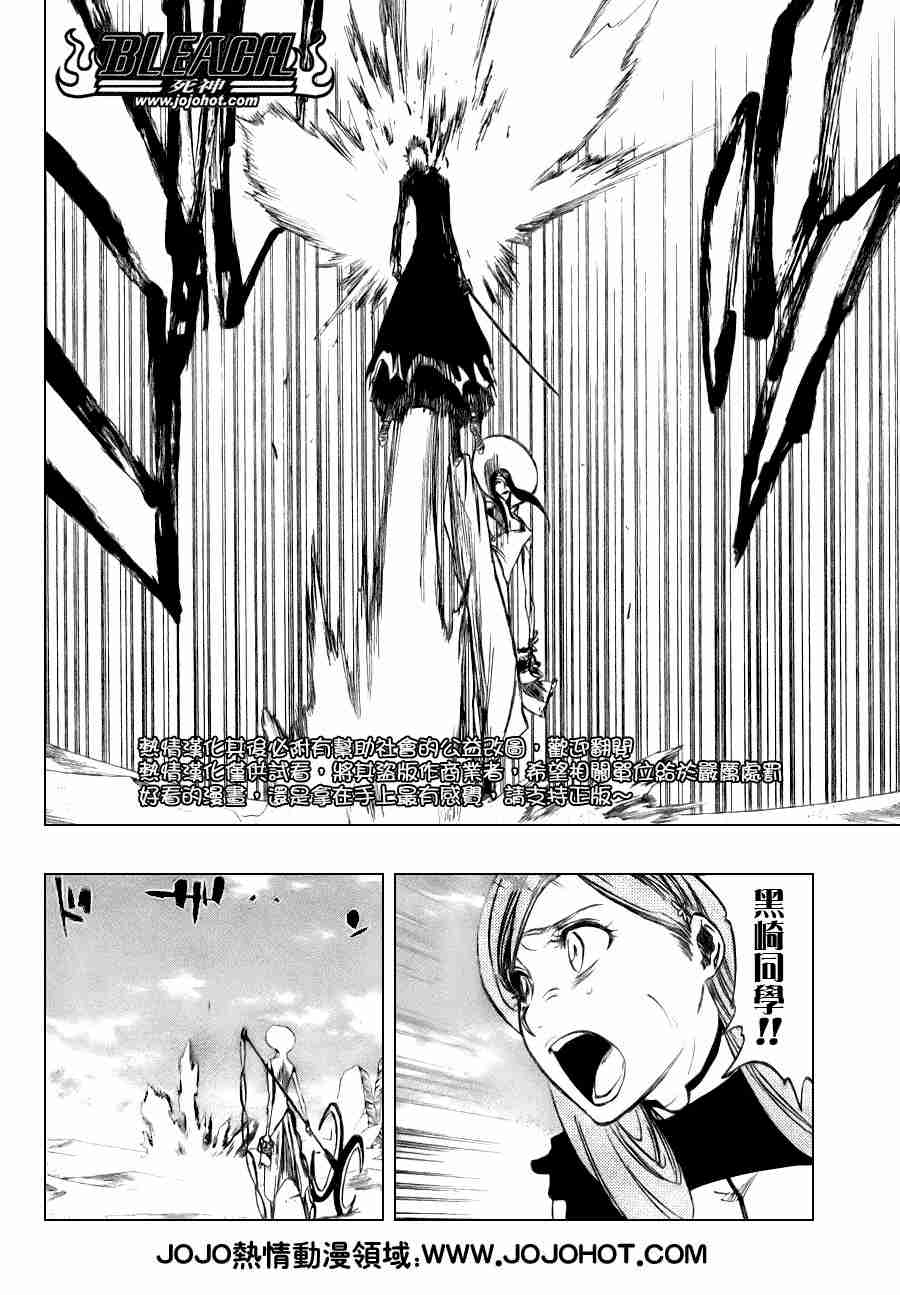 BLEACH
死神
www.jojohot.com
熱情漢化其後必附有幫助社會的公益改圖，歡迎翻閱
熱情漢化僅供試看，將其盜版作商業者，希望相關單位給於嚴厲處罰
好看的漫畫，還是拿在手上最有感覺，請支持正版～
黑崎同學!!
ド
JOJO熱情動漫領域:WWW.JOJOHOT.COM